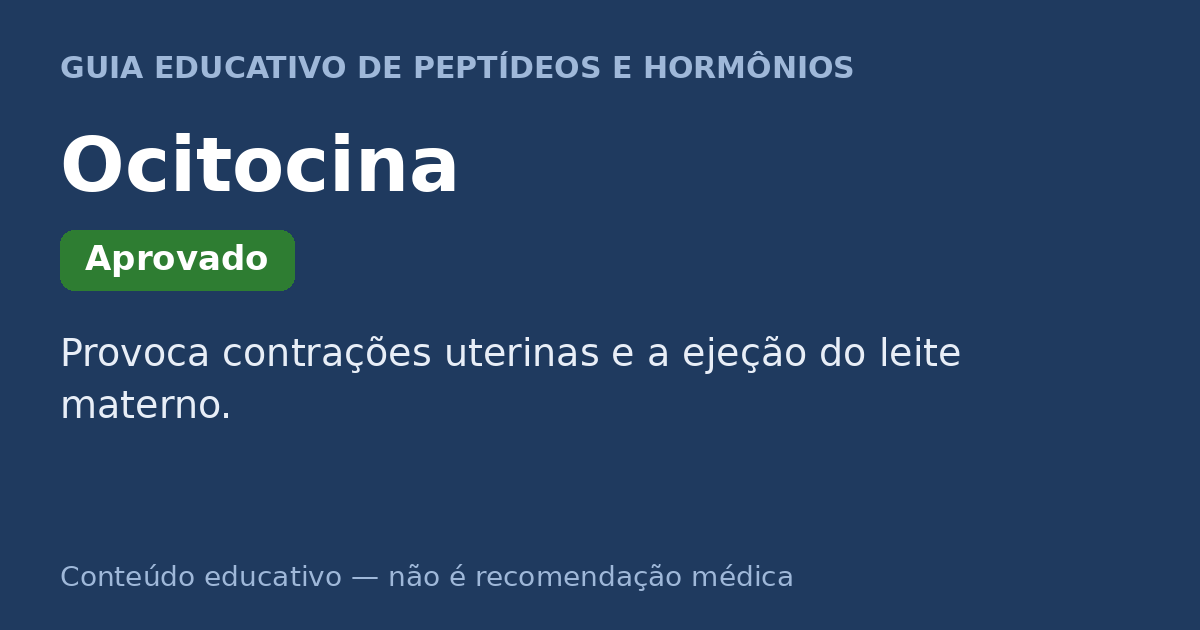 GUIA EDUCATIVO DE PEPTÍDEOS E HORMÔNIOS
Ocitocina
Aprovado
Provoca contrações uterinas e a ejeção do leite
materno.
Conteúdo educativo — não é recomendação médica